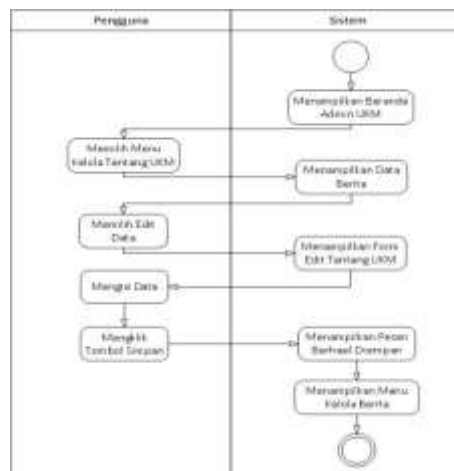 Pengguna
Sistem
Menampilkan Beranda
Admin UKM
Memilih Menu
Kelola Tentang UKM
Menampilkan Data
Berita
Memilih Edit
Data
Menampilkan Form
Edit Tentang UKM
Mengisi Data
Mengklik
Tombol Simpan
Menampilkan Pesan
Berhasil Disimpan
Menampilkan Menu
Kelola Berita